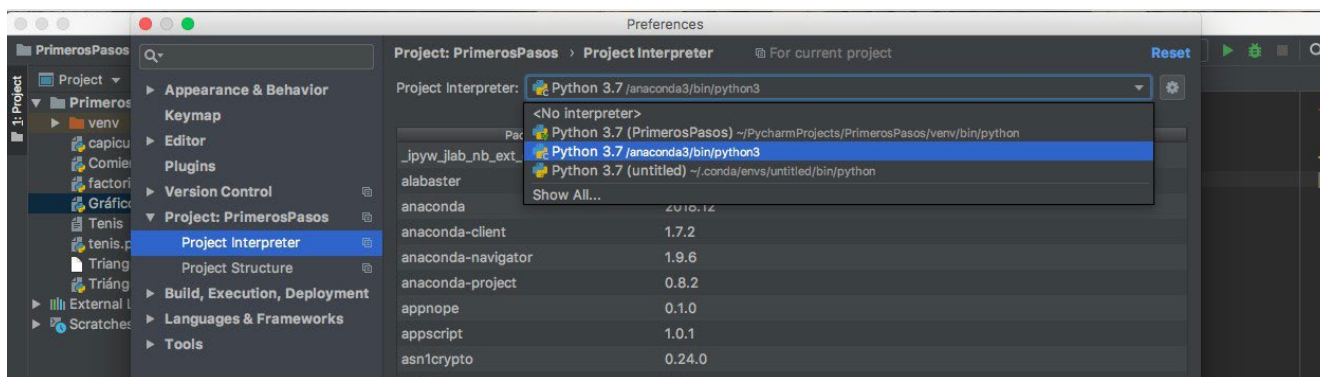 Preferences
PrimerosPasos
Project: PrimerosPasos › Project Interpreter For current project Reset
1: Project
Project
Primeros
venv
capicu
Comie
factori
Gráfico
Tenis
tenis.p
Triang
Triáng
External L
Scratches
Appearance & Behavior
Keymap
Editor
Plugins
Version Control
Project: PrimerosPasos
Project Interpreter
Project Structure
Build, Execution, Deployment
Languages & Frameworks
Tools
Project Interpreter: Python 3.7 /anaconda3/bin/python3
<No interpreter>
Python 3.7 (PrimerosPasos) ~/PycharmProjects/PrimerosPasos/venv/bin/python
Python 3.7 /anaconda3/bin/python3
Python 3.7 (untitled) ~/.conda/envs/untitled/bin/python
Show All...
Pac
_ipyw_jlab_nb_ext_
alabaster
anaconda 2018.12
anaconda-client 1.7.2
anaconda-navigator 1.9.6
anaconda-project 0.8.2
appnope 0.1.0
appscript 1.0.1
asn1crypto 0.24.0